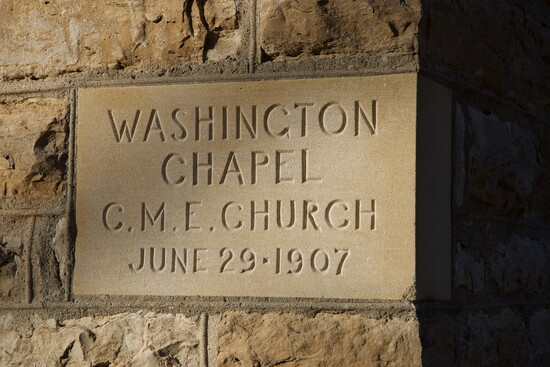 WASHINGTON
CHAPEL
C.M.E. CHURCH
JUNE 29·1907